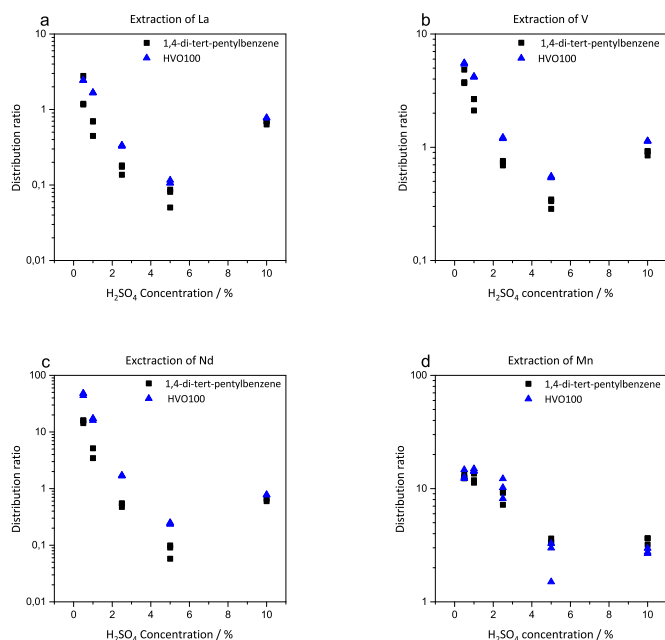 a
Extraction of La
10
1
0,1
0,01
Distribution ratio
1,4-di-tert-pentylbenzene
HVO100
0 2 4 6 8 10
H2SO4 Concentration / %
b
Extraction of V
10
1
0,1
Distribution ratio
1,4-di-tert-pentylbenzene
HVO100
0 2 4 6 8 10
H2SO4 concentration / %
c
Exctraction of Nd
100
10
1
0,1
0,01
Distribution ratio
1,4-di-tert-pentylbenzene
HVO100
0 2 4 6 8 10
H2SO4 Concentration / %
d
Extraction of Mn
100
10
1
Distribution ratio
1,4-di-tert-pentylbenzene
HVO100
0 2 4 6 8 10
H2SO4 Concentration / %